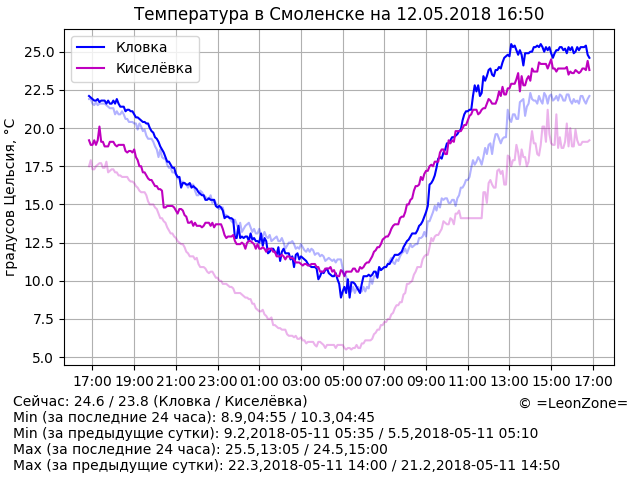 Температура в Смоленске на 12.05.2018 16:50
Кловка
Киселёвка
градусов Цельсия, °C
25.0
22.5
20.0
17.5
15.0
12.5
10.0
7.5
5.0
17:00 19:00 21:00 23:00 01:00 03:00 05:00 07:00 09:00 11:00 13:00 15:00 17:00
Сейчас: 24.6 / 23.8 (Кловка / Киселёвка)
© =LeonZone=
Min (за последние 24 часа): 8.9,04:55 / 10.3,04:45
Min (за предыдущие сутки): 9.2,2018-05-11 05:35 / 5.5,2018-05-11 05:10
Max (за последние 24 часа): 25.5,13:05 / 24.5,15:00
Max (за предыдущие сутки): 22.3,2018-05-11 14:00 / 21.2,2018-05-11 14:50